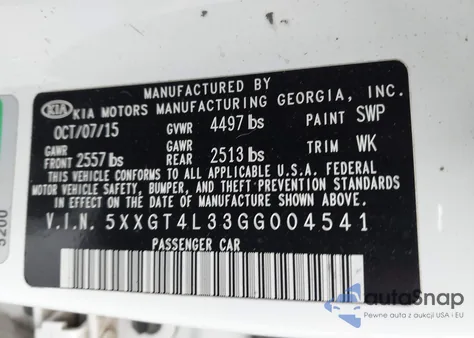 MANUFACTURED BY
KIA KIA MOTORS MANUFACTURING GEORGIA, INC.
OCT/07/15 GVWR 4497 lbs PAINT SWP
GAWR FRONT 2557 lbs GAWR REAR 2513 lbs TRIM WK
THIS VEHICLE CONFORMS TO ALL APPLICABLE U.S.A. FEDERAL
MOTOR VEHICLE SAFETY, BUMPER, AND THEFT PREVENTION STANDARDS
IN EFFECT ON THE DATE OF MANUFACTURE SHOWN ABOVE.
V.I.N. 5XXGT4L33GG004541
PASSENGER CAR
5200
autoSnap
Pewne auta z aukcji USA i EU